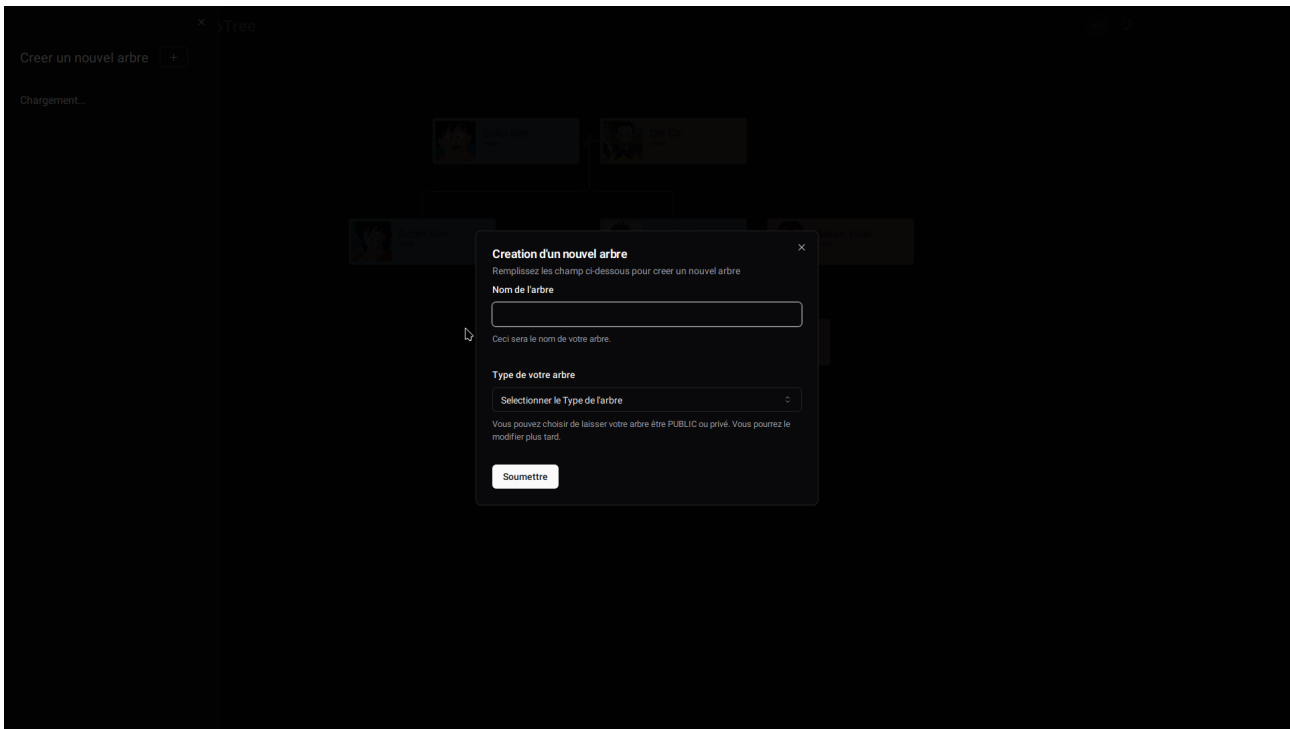 Tree
Creer un nouvel arbre +
Chargement...
Creation d'un nouvel arbre
Remplissez les champ ci-dessous pour creer un nouvel arbre
Nom de l'arbre
Ceci sera le nom de votre arbre.
Type de votre arbre
Selectionner le Type de l'arbre
Vous pouvez choisir de laisser votre arbre être PUBLIC ou privé. Vous pourrez le
modifier plus tard.
Soumettre